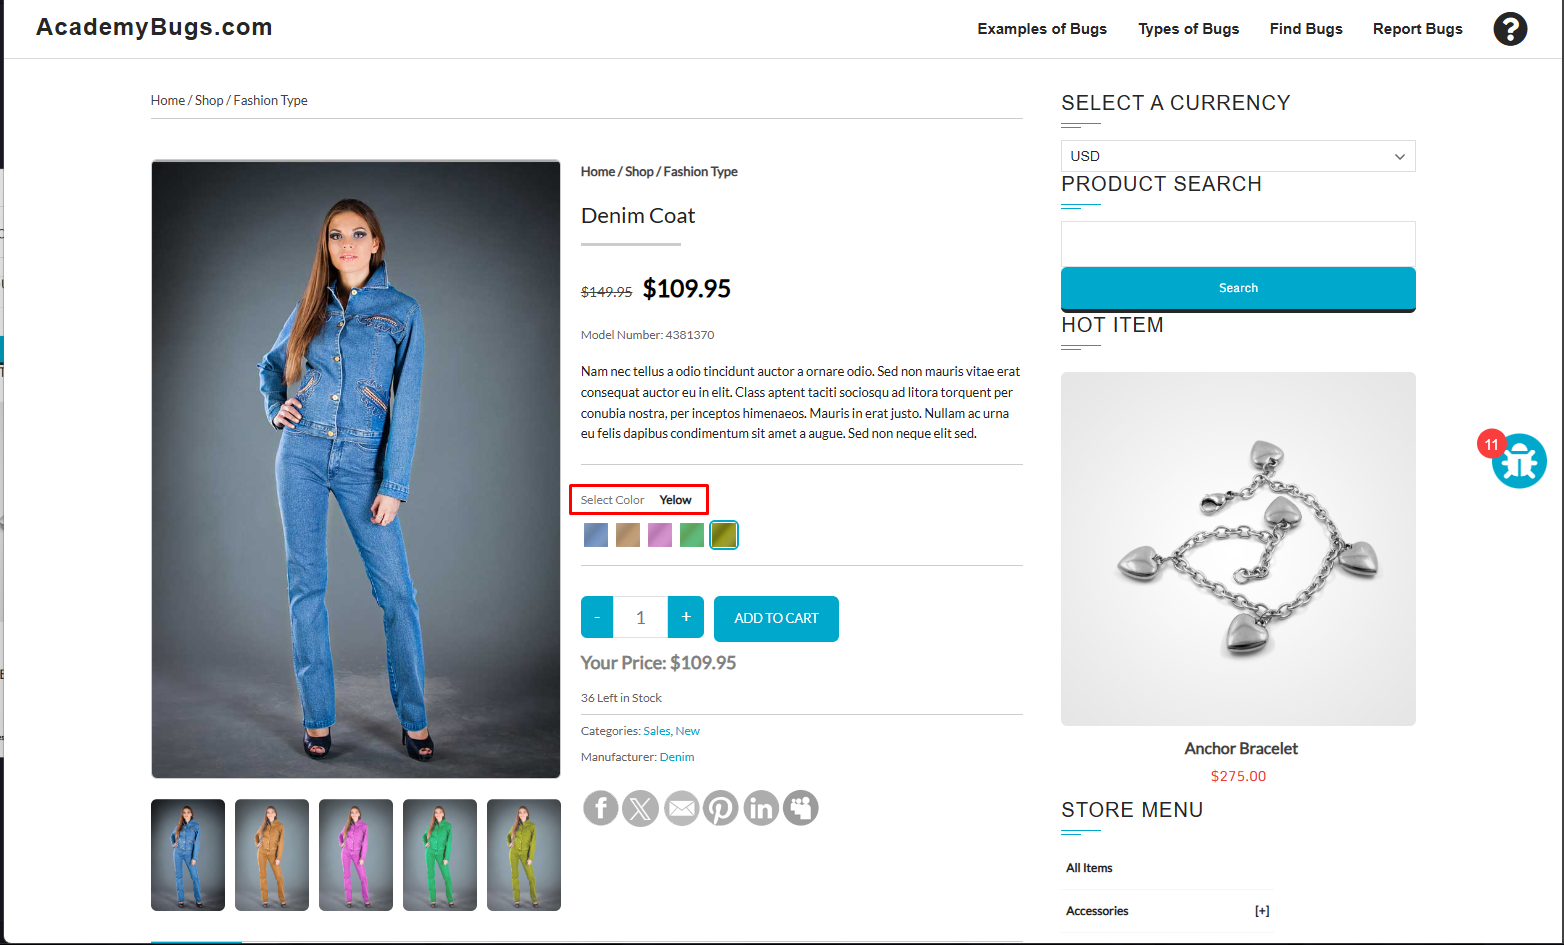 AcademyBugs.com
Examples of Bugs
Types of Bugs
Find Bugs
Report Bugs
?
Home / Shop / Fashion Type
Home / Shop / Fashion Type
Denim Coat
$149.95 $109.95
Model Number: 4381370
Nam nec tellus a odio tincidunt auctor a ornare odio. Sed non mauris vitae erat
consequat auctor eu in elit. Class aptent taciti sociosqu ad litora torquent per
conubia nostra, per inceptos himenaeos. Mauris in erat justo. Nullam ac urna
eu felis dapibus condimentum sit amet a augue. Sed non neque elit sed.
Select Color Yelow
- 1 +
ADD TO CART
Your Price: $109.95
36 Left in Stock
Categories: Sales, New
Manufacturer: Denim
SELECT A CURRENCY
USD
PRODUCT SEARCH
Search
HOT ITEM
11
Anchor Bracelet
$275.00
STORE MENU
All Items
Accessories [+]